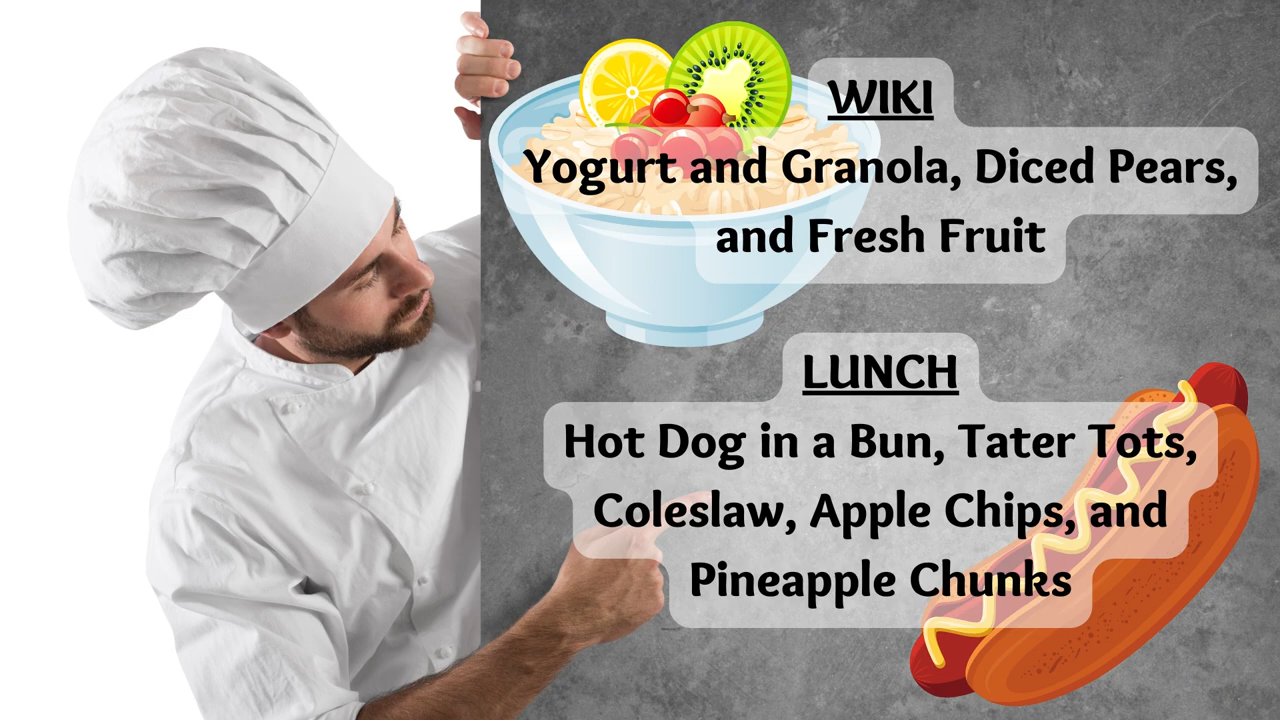 WIKI
Yogurt and Granola, Diced Pears,
and Fresh Fruit
LUNCH
Hot Dog in a Bun, Tater Tots,
Coleslaw, Apple Chips, and
Pineapple Chunks